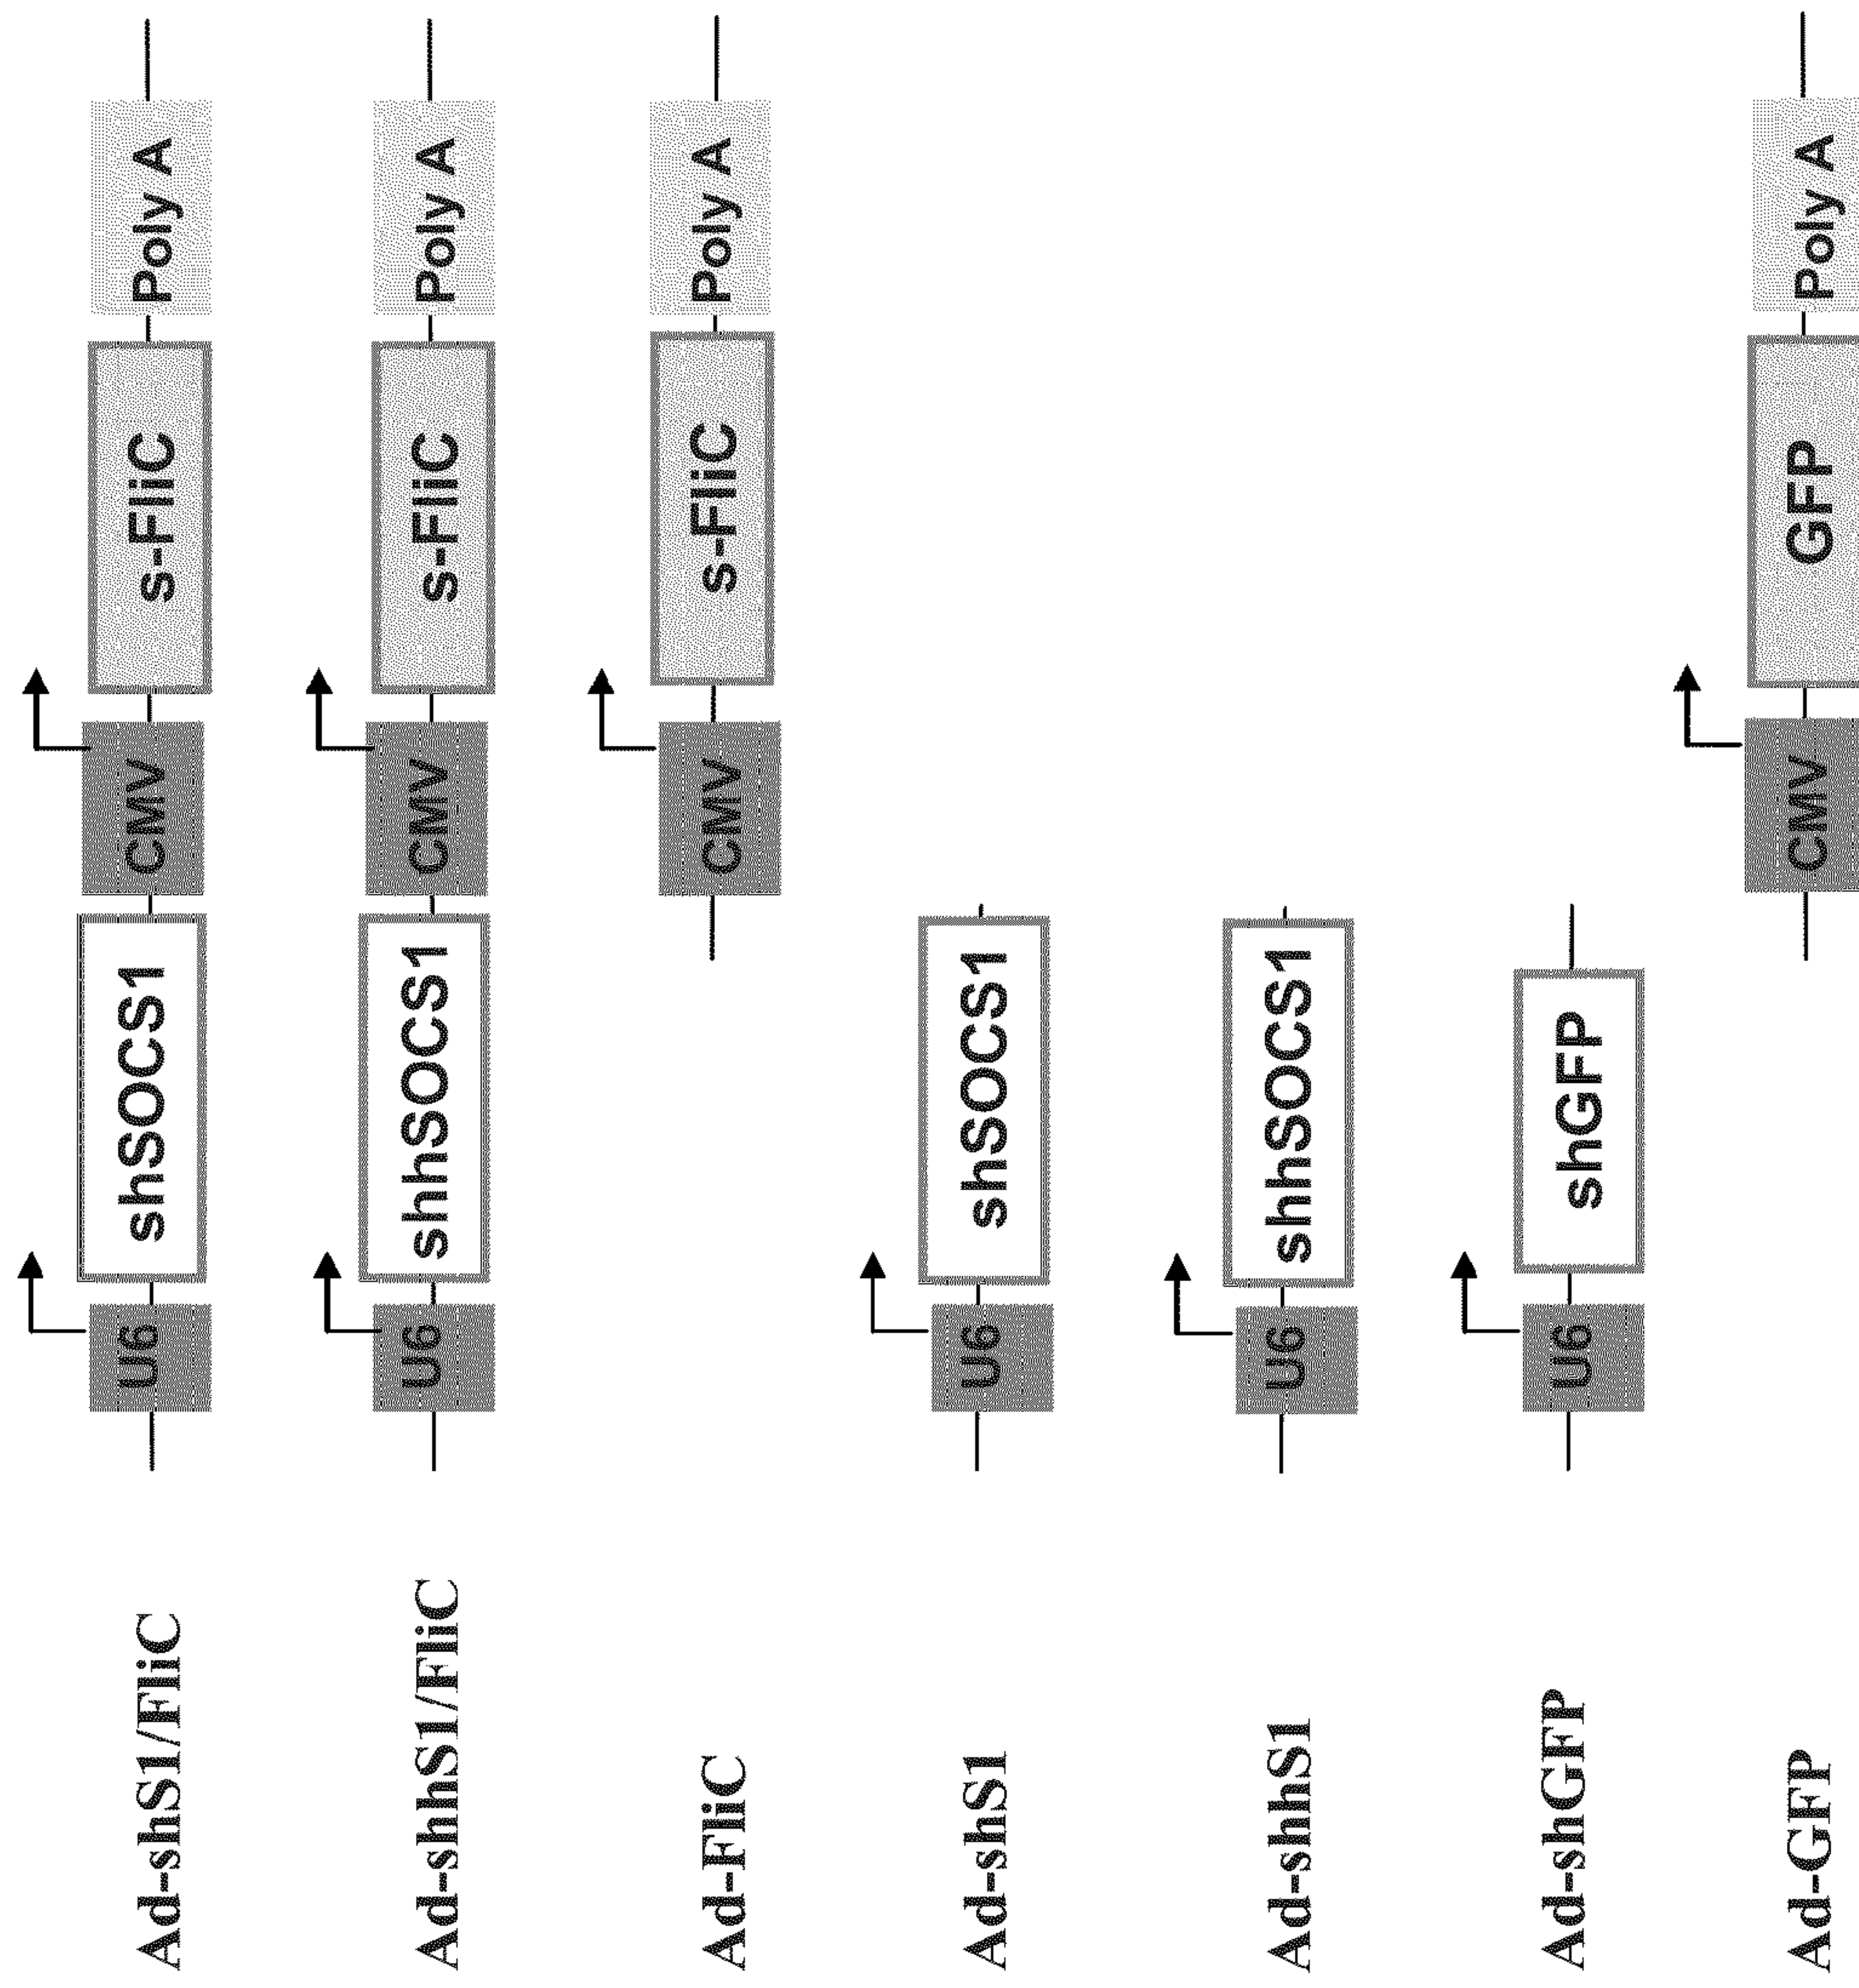 Ad-shS1/FliC U6 shSOCS1 CMV s-FliC Poly A
Ad-shhS1/FliC U6 shhSOCS1 CMV s-FliC Poly A
Ad-FliC CMV s-FliC Poly A
Ad-shS1 U6 shSOCS1
Ad-shhS1 U6 shhSOCS1
Ad-shGFP U6 shGFP
Ad-GFP CMV GFP Poly A